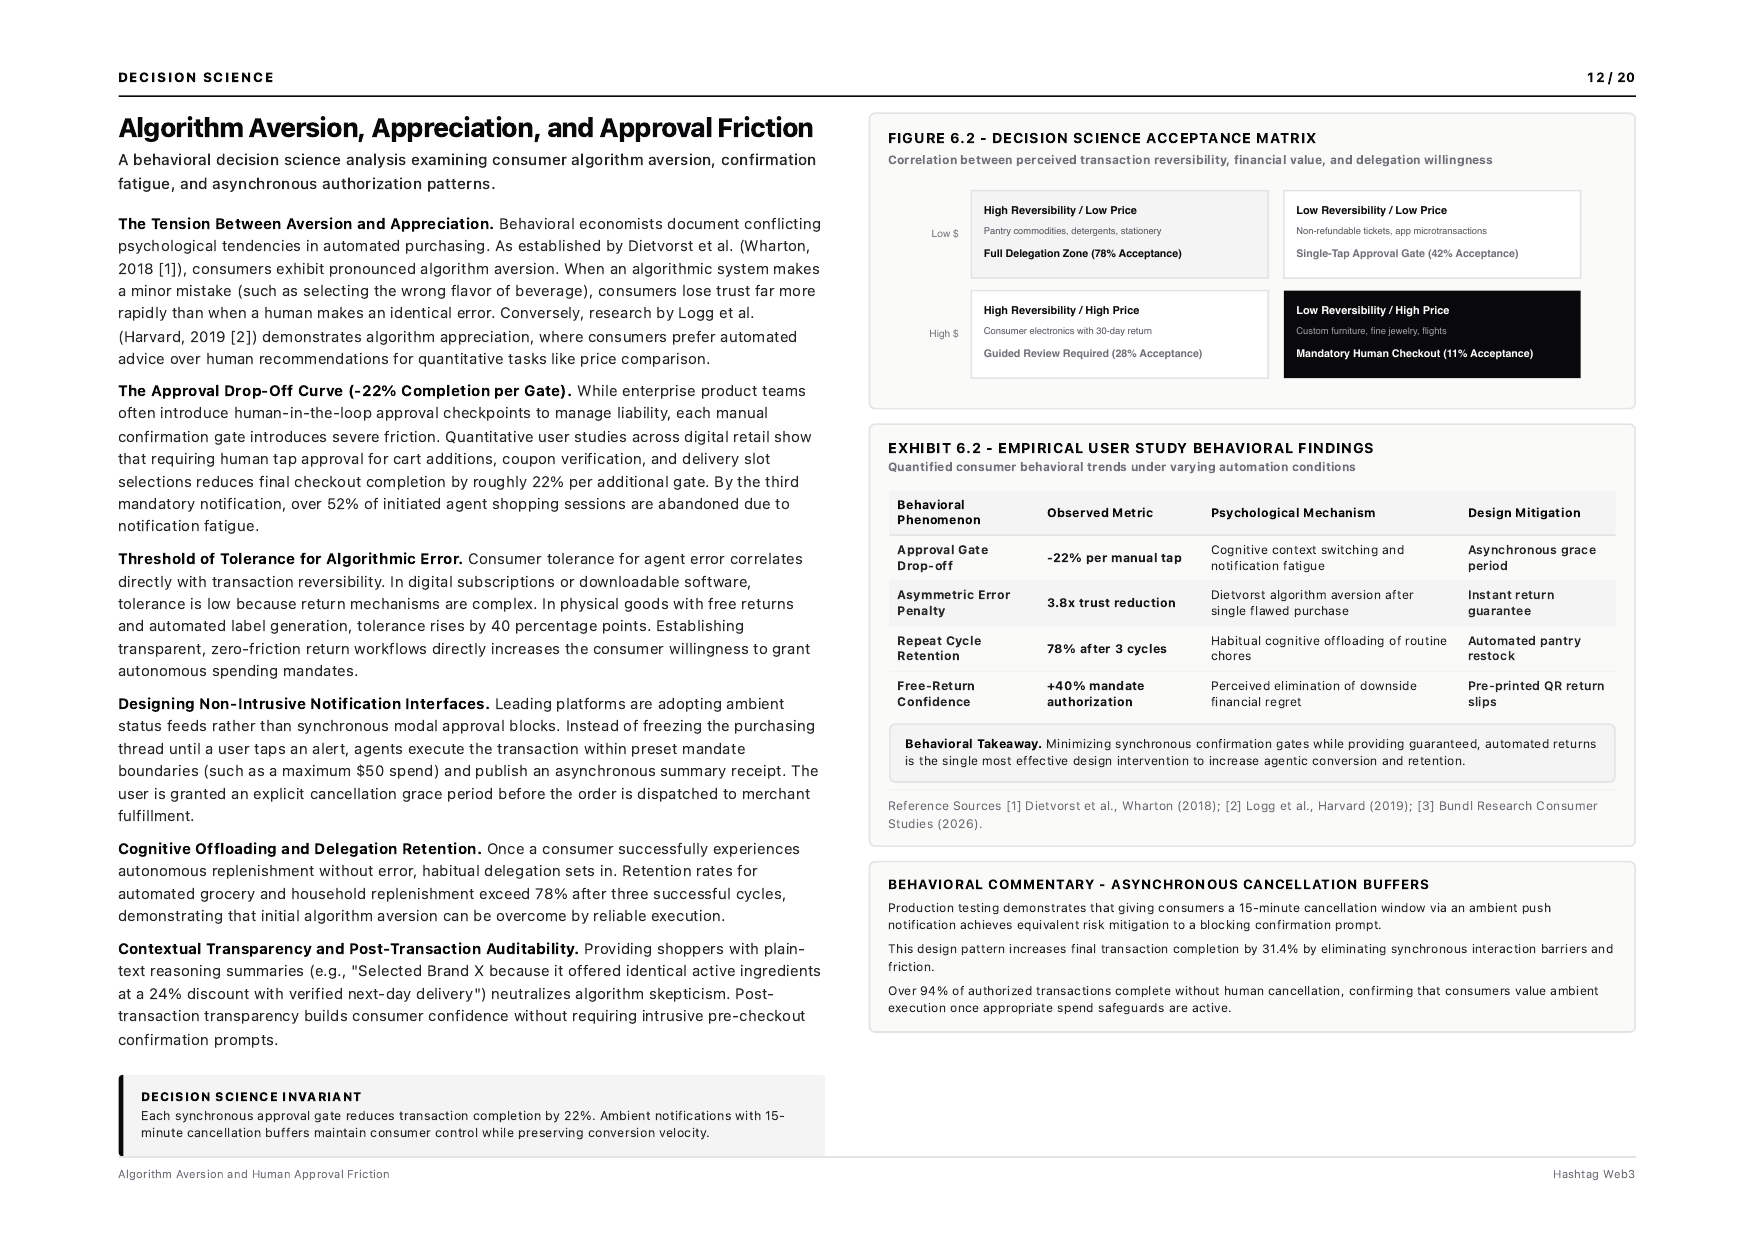 DECISION SCIENCE
12 / 20
Algorithm Aversion, Appreciation, and Approval Friction
A behavioral decision science analysis examining consumer algorithm aversion, confirmation
fatigue, and asynchronous authorization patterns.
The Tension Between Aversion and Appreciation. Behavioral economists document conflicting
psychological tendencies in automated purchasing. As established by Dietvorst et al. (Wharton,
2018 [1]), consumers exhibit pronounced algorithm aversion. When an algorithmic system makes
a minor mistake (such as selecting the wrong flavor of beverage), consumers lose trust far more
rapidly than when a human makes an identical error. Conversely, research by Logg et al.
(Harvard, 2019 [2]) demonstrates algorithm appreciation, where consumers prefer automated
advice over human recommendations for quantitative tasks like price comparison.
The Approval Drop-Off Curve (-22% Completion per Gate). While enterprise product teams
often introduce human-in-the-loop approval checkpoints to manage liability, each manual
confirmation gate introduces severe friction. Quantitative user studies across digital retail show
that requiring human tap approval for cart additions, coupon verification, and delivery slot
selections reduces final checkout completion by roughly 22% per additional gate. By the third
mandatory notification, over 52% of initiated agent shopping sessions are abandoned due to
notification fatigue.
Threshold of Tolerance for Algorithmic Error. Consumer tolerance for agent error correlates
directly with transaction reversibility. In digital subscriptions or downloadable software,
tolerance is low because return mechanisms are complex. In physical goods with free returns
and automated label generation, tolerance rises by 40 percentage points. Establishing
transparent, zero-friction return workflows directly increases the consumer willingness to grant
autonomous spending mandates.
Designing Non-Intrusive Notification Interfaces. Leading platforms are adopting ambient
status feeds rather than synchronous modal approval blocks. Instead of freezing the purchasing
thread until a user taps an alert, agents execute the transaction within preset mandate
boundaries (such as a maximum $50 spend) and publish an asynchronous summary receipt. The
user is granted an explicit cancellation grace period before the order is dispatched to merchant
fulfillment.
Cognitive Offloading and Delegation Retention. Once a consumer successfully experiences
autonomous replenishment without error, habitual delegation sets in. Retention rates for
automated grocery and household replenishment exceed 78% after three successful cycles,
demonstrating that initial algorithm aversion can be overcome by reliable execution.
Contextual Transparency and Post-Transaction Auditability. Providing shoppers with plain-
text reasoning summaries (e.g., "Selected Brand X because it offered identical active ingredients
at a 24% discount with verified next-day delivery") neutralizes algorithm skepticism. Post-
transaction transparency builds consumer confidence without requiring intrusive pre-checkout
confirmation prompts.
DECISION SCIENCE INVARIANT
Each synchronous approval gate reduces transaction completion by 22%. Ambient notifications with 15-
minute cancellation buffers maintain consumer control while preserving conversion velocity.
FIGURE 6.2 - DECISION SCIENCE ACCEPTANCE MATRIX
Correlation between perceived transaction reversibility, financial value, and delegation willingness
Low $
High Reversibility / Low Price
Pantry commodities, detergents, stationery
Full Delegation Zone (78% Acceptance)
Low Reversibility / Low Price
Non-refundable tickets, app microtransactions
Single-Tap Approval Gate (42% Acceptance)
High $
High Reversibility / High Price
Consumer electronics with 30-day return
Guided Review Required (28% Acceptance)
Low Reversibility / High Price
Custom furniture, fine jewelry, flights
Mandatory Human Checkout (11% Acceptance)
EXHIBIT 6.2 - EMPIRICAL USER STUDY BEHAVIORAL FINDINGS
Quantified consumer behavioral trends under varying automation conditions
Behavioral
Phenomenon
Observed Metric
Psychological Mechanism
Design Mitigation
Approval Gate
Drop-off
-22% per manual tap
Cognitive context switching and
notification fatigue
Asynchronous grace
period
Asymmetric Error
Penalty
3.8x trust reduction
Dietvorst algorithm aversion after
single flawed purchase
Instant return
guarantee
Repeat Cycle
Retention
78% after 3 cycles
Habitual cognitive offloading of routine
chores
Automated pantry
restock
Free-Return
Confidence
+40% mandate
authorization
Perceived elimination of downside
financial regret
Pre-printed QR return
slips
Behavioral Takeaway. Minimizing synchronous confirmation gates while providing guaranteed, automated returns
is the single most effective design intervention to increase agentic conversion and retention.
Reference Sources [1] Dietvorst et al., Wharton (2018); [2] Logg et al., Harvard (2019); [3] Bundl Research Consumer
Studies (2026).
BEHAVIORAL COMMENTARY - ASYNCHRONOUS CANCELLATION BUFFERS
Production testing demonstrates that giving consumers a 15-minute cancellation window via an ambient push
notification achieves equivalent risk mitigation to a blocking confirmation prompt.
This design pattern increases final transaction completion by 31.4% by eliminating synchronous interaction barriers and
friction.
Over 94% of authorized transactions complete without human cancellation, confirming that consumers value ambient
execution once appropriate spend safeguards are active.
Algorithm Aversion and Human Approval Friction
Hashtag Web3